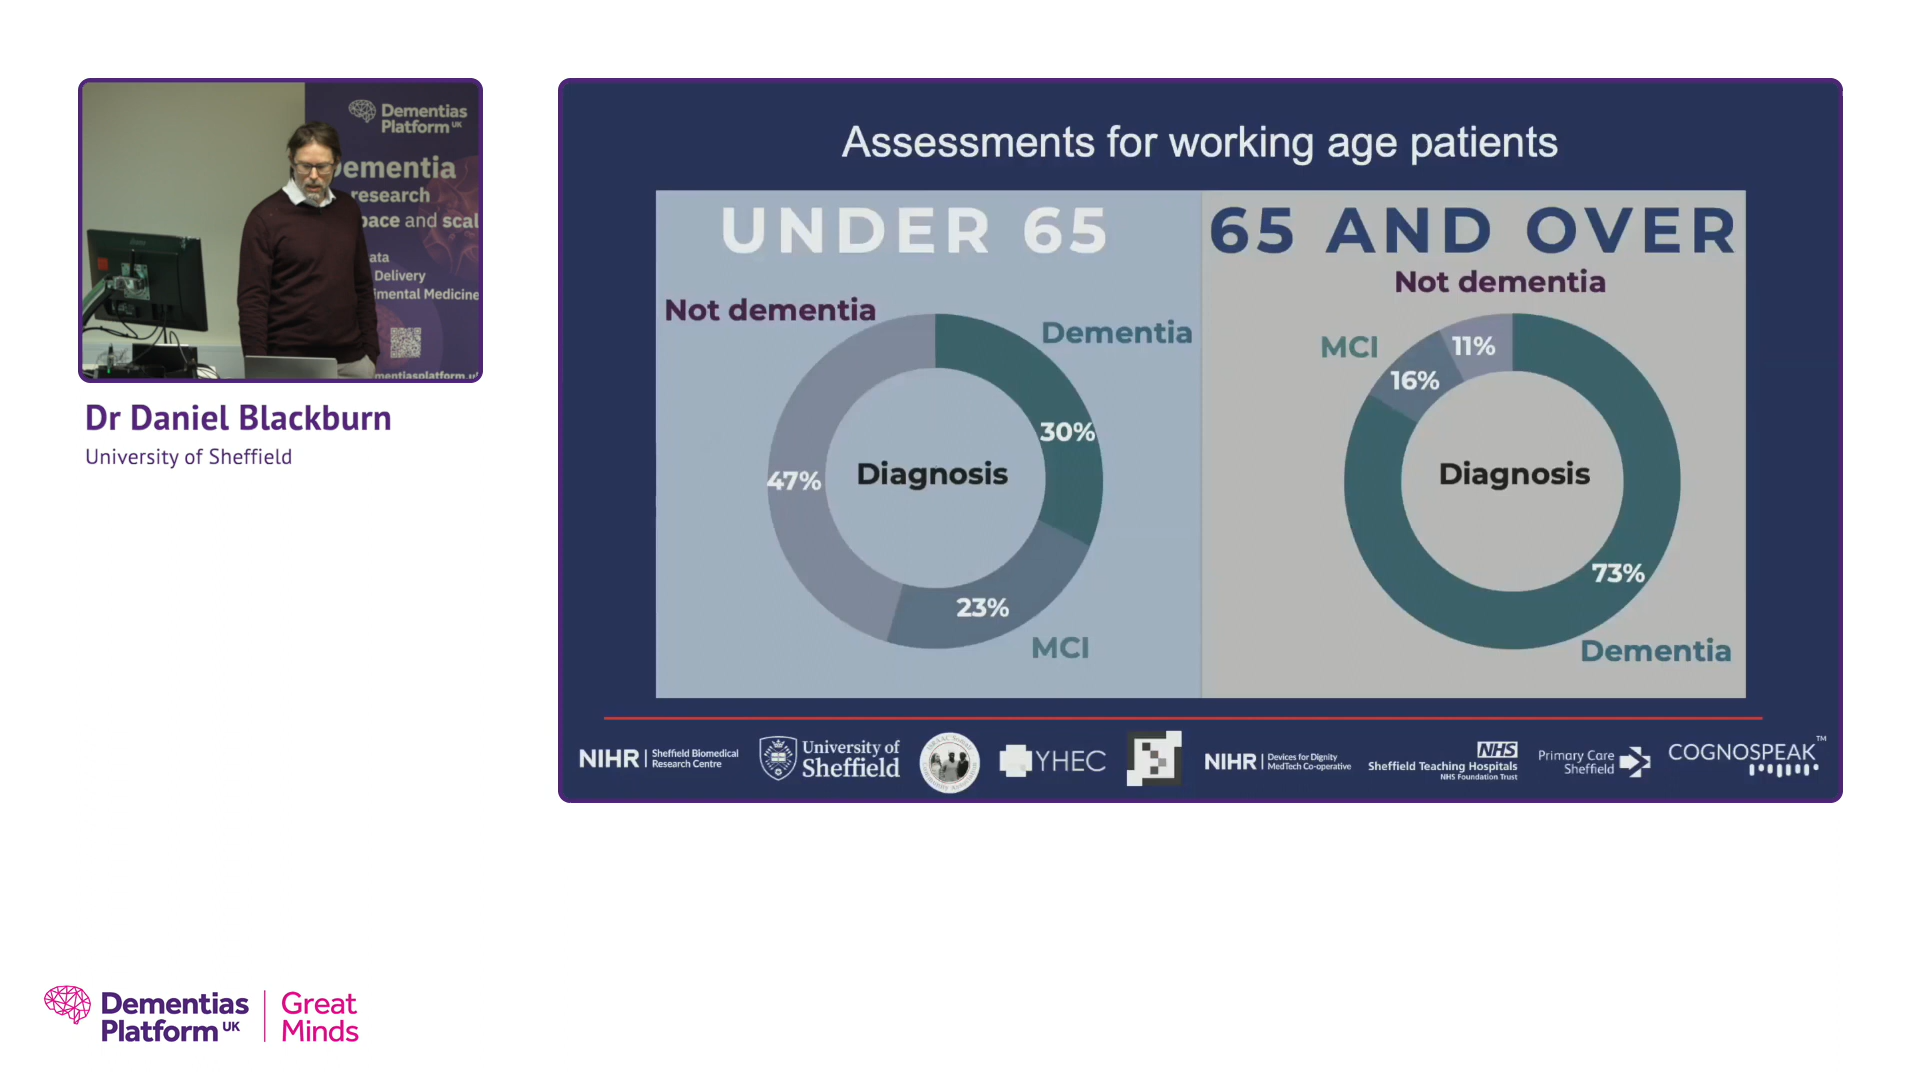 Dementias
Platform UK
ementia
research
pace and scal
ata
Delivery
imental Medicine
mentiasplatform.u
Dr Daniel Blackburn
University of Sheffield
Assessments for working age patients
UNDER 65
Not dementia
Dementia
30%
47%
Diagnosis
23%
MCI
65 AND OVER
Not dementia
MCI
11%
16%
Diagnosis
73%
Dementia
NIHR | Sheffield Biomedical
Research Centre
University of
Sheffield
YHEC
NIHR | Devices for Dignity
MedTech Co-operative
NHS
Sheffield Teaching Hospitals
NHS Foundation Trust
Primary Care
Sheffield
COGNOSPEAK™
Dementias
Platform UK
Great
Minds